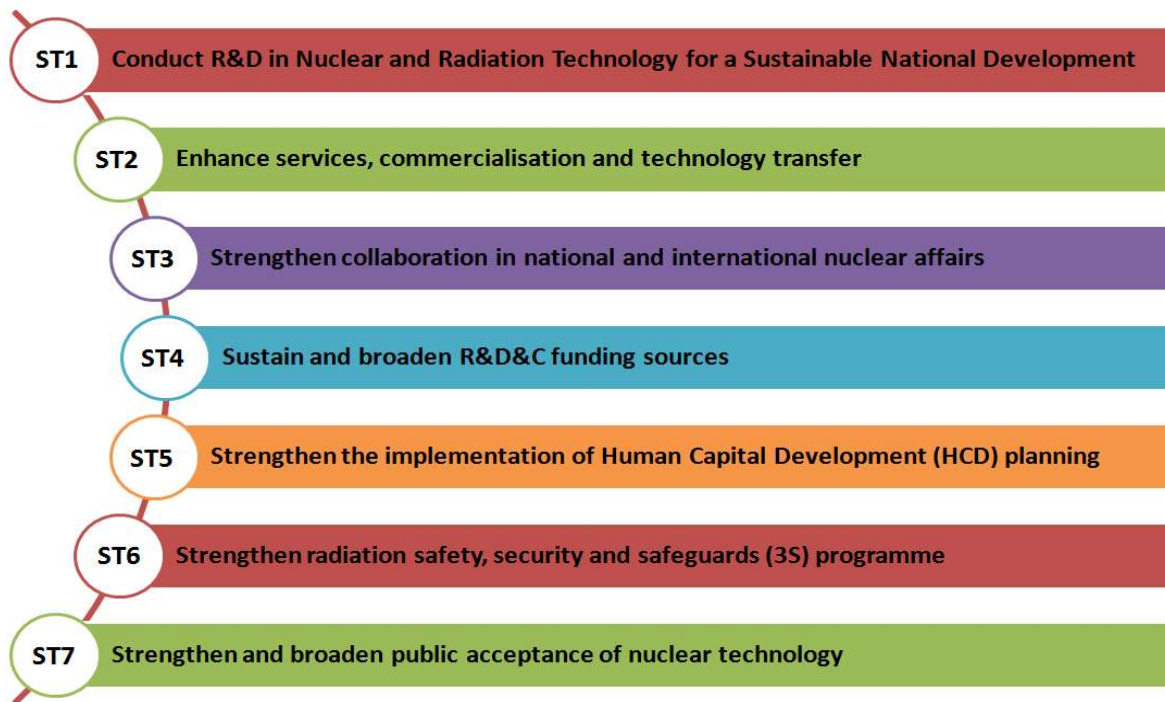 ST1 Conduct R&D in Nuclear and Radiation Technology for a Sustainable National Development
ST2 Enhance services, commercialisation and technology transfer
ST3 Strengthen collaboration in national and international nuclear affairs
ST4 Sustain and broaden R&D&C funding sources
ST5 Strengthen the implementation of Human Capital Development (HCD) planning
ST6 Strengthen radiation safety, security and safeguards (3S) programme
ST7 Strengthen and broaden public acceptance of nuclear technology